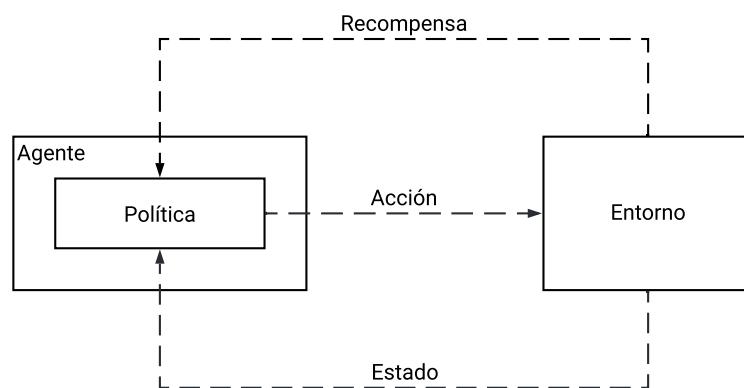 Recompensa
Agente
Política
Acción
Entorno
Estado